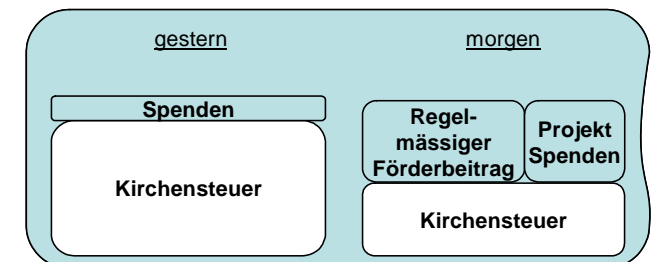 gestern
Spenden
Kirchensteuer
morgen
Regel-
mässiger
Förderbeitrag
Projekt
Spenden
Kirchensteuer